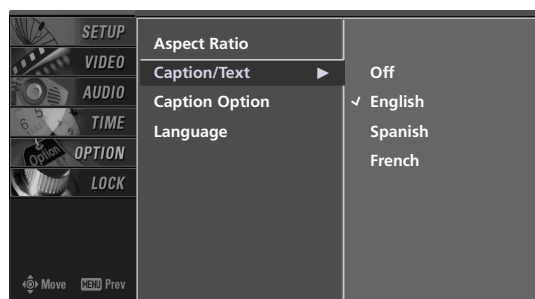 SETUP
VIDEO
AUDIO
TIME
OPTION
LOCK
Move MENU Prev
Aspect Ratio
Caption/Text
Caption Option
Language
Off
English
Spanish
French